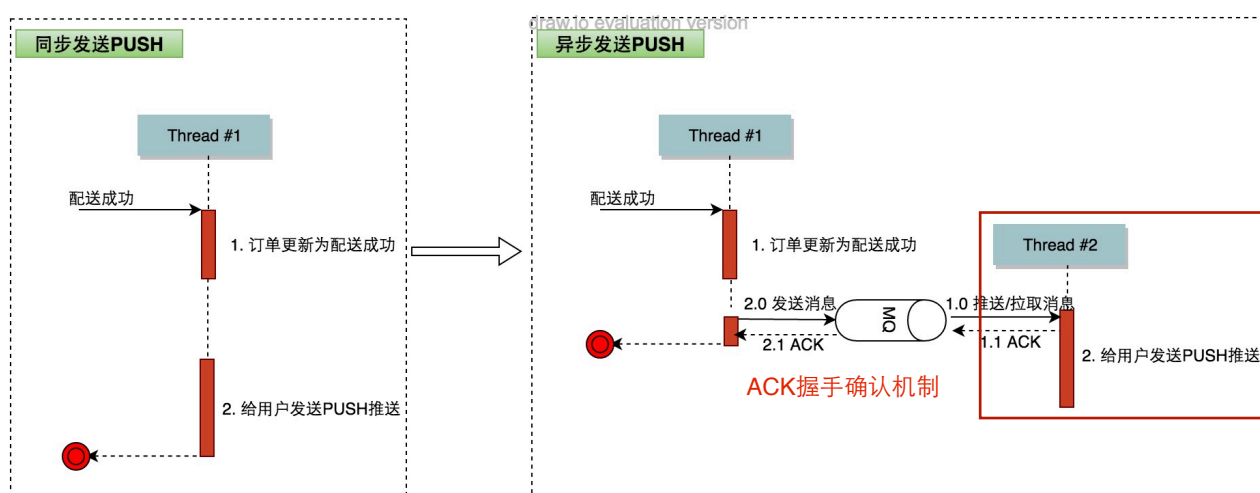 draw.io evaluation version
同步发送PUSH
Thread #1
配送成功
1. 订单更新为配送成功
2. 给用户发送PUSH推送
异步发送PUSH
Thread #1
配送成功
1. 订单更新为配送成功
Thread #2
2.0 发送消息
MQ
1.0 推送/拉取消息
2.1 ACK
1.1 ACK
2. 给用户发送PUSH推送
ACK握手确认机制